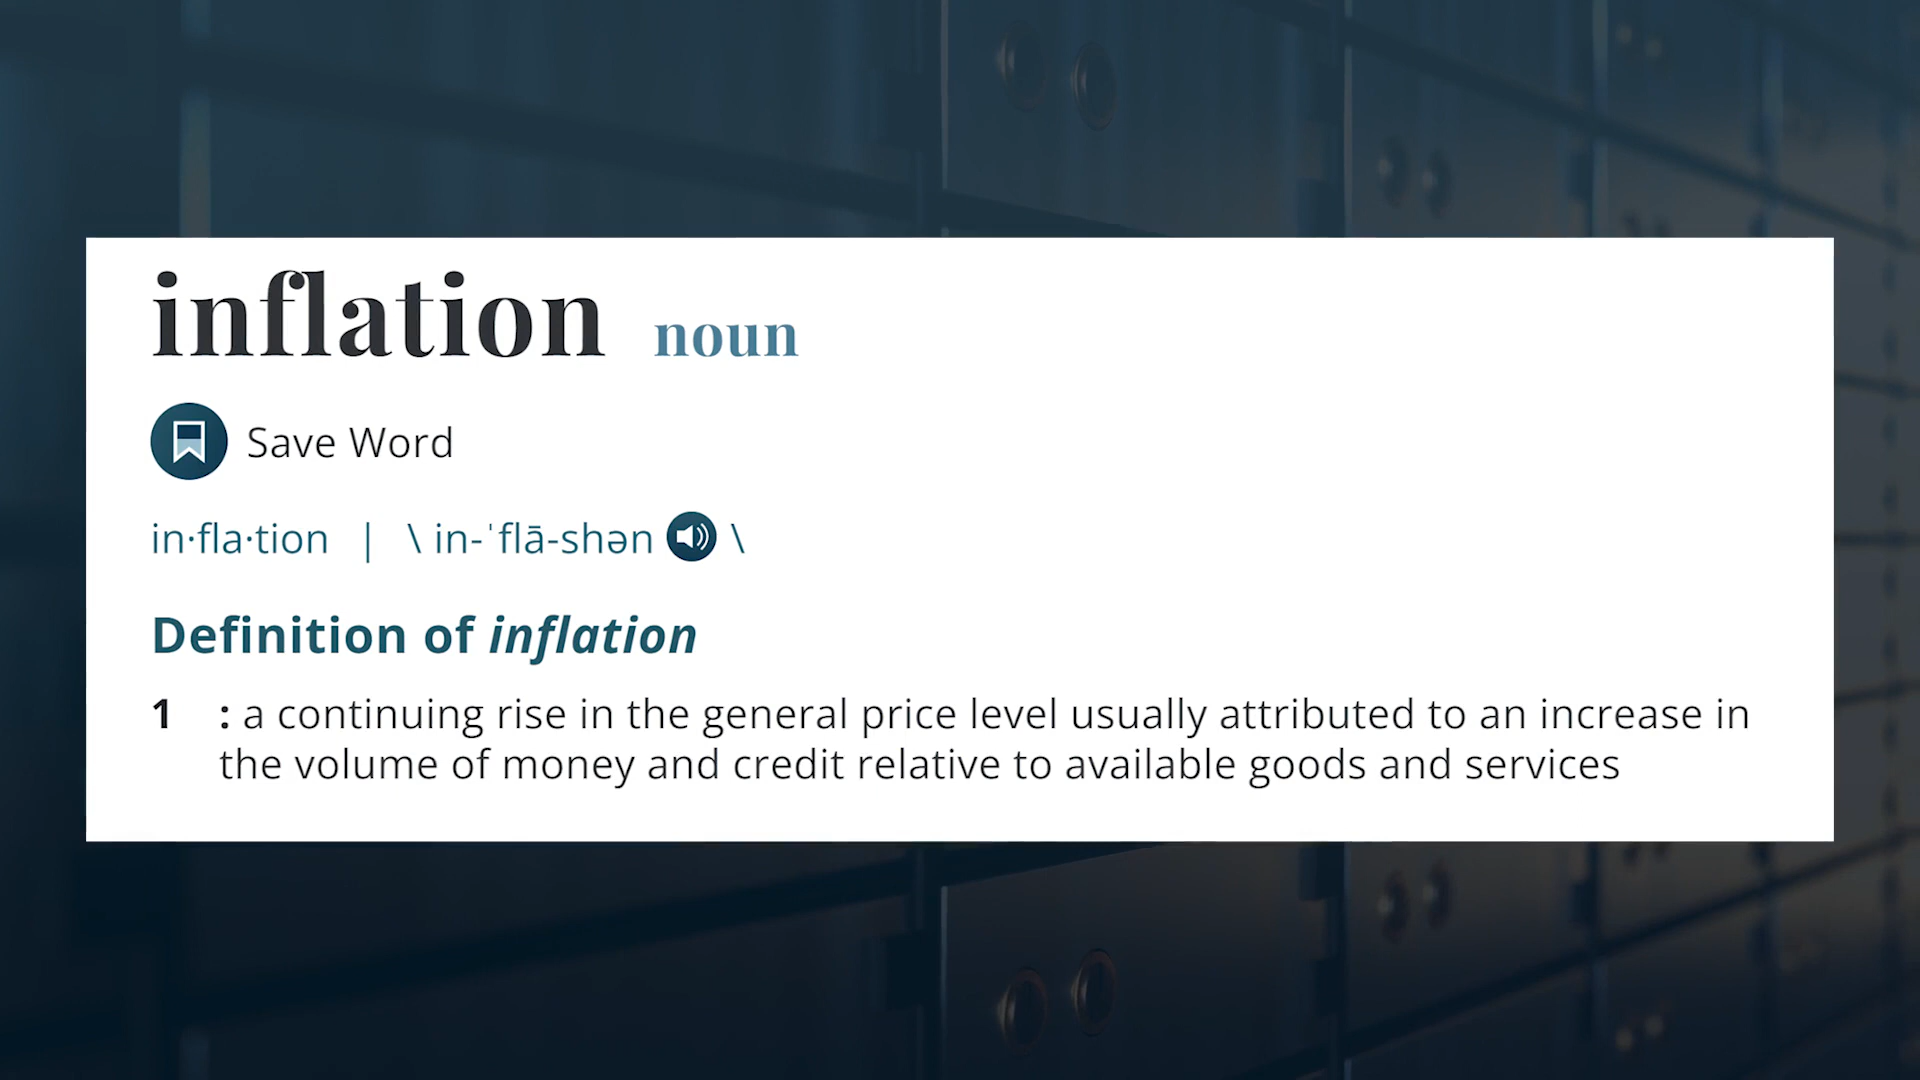 inflation noun
Save Word
in·fla·tion | \ in-ˈflā-shən \
Definition of inflation
1 : a continuing rise in the general price level usually attributed to an increase in
the volume of money and credit relative to available goods and services